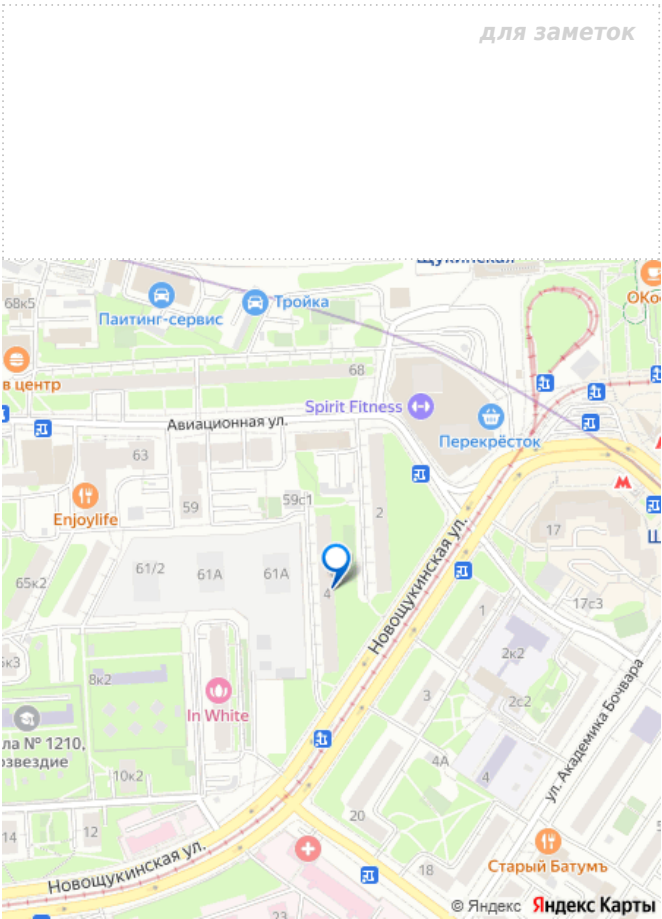 для заметок
Щукинская
68к5
Паитинг-сервис
Тройка
ОКо
в центр
68
Spirit Fitness
Авиационная ул.
Перекрёсток
63
Enjoylife
59
59с1
2
17
Новощукинская ул.
61/2
61А
61А
4
65к2
1
17с3
2к2
8к2
In White
3
2с2
ул. Академика Бочвара
ла № 1210,
озвездие
10к2
4А
4
14
12
20
Новощукинская ул.
18
Старый Батумъ
23
© Яндекс Яндекс Карты